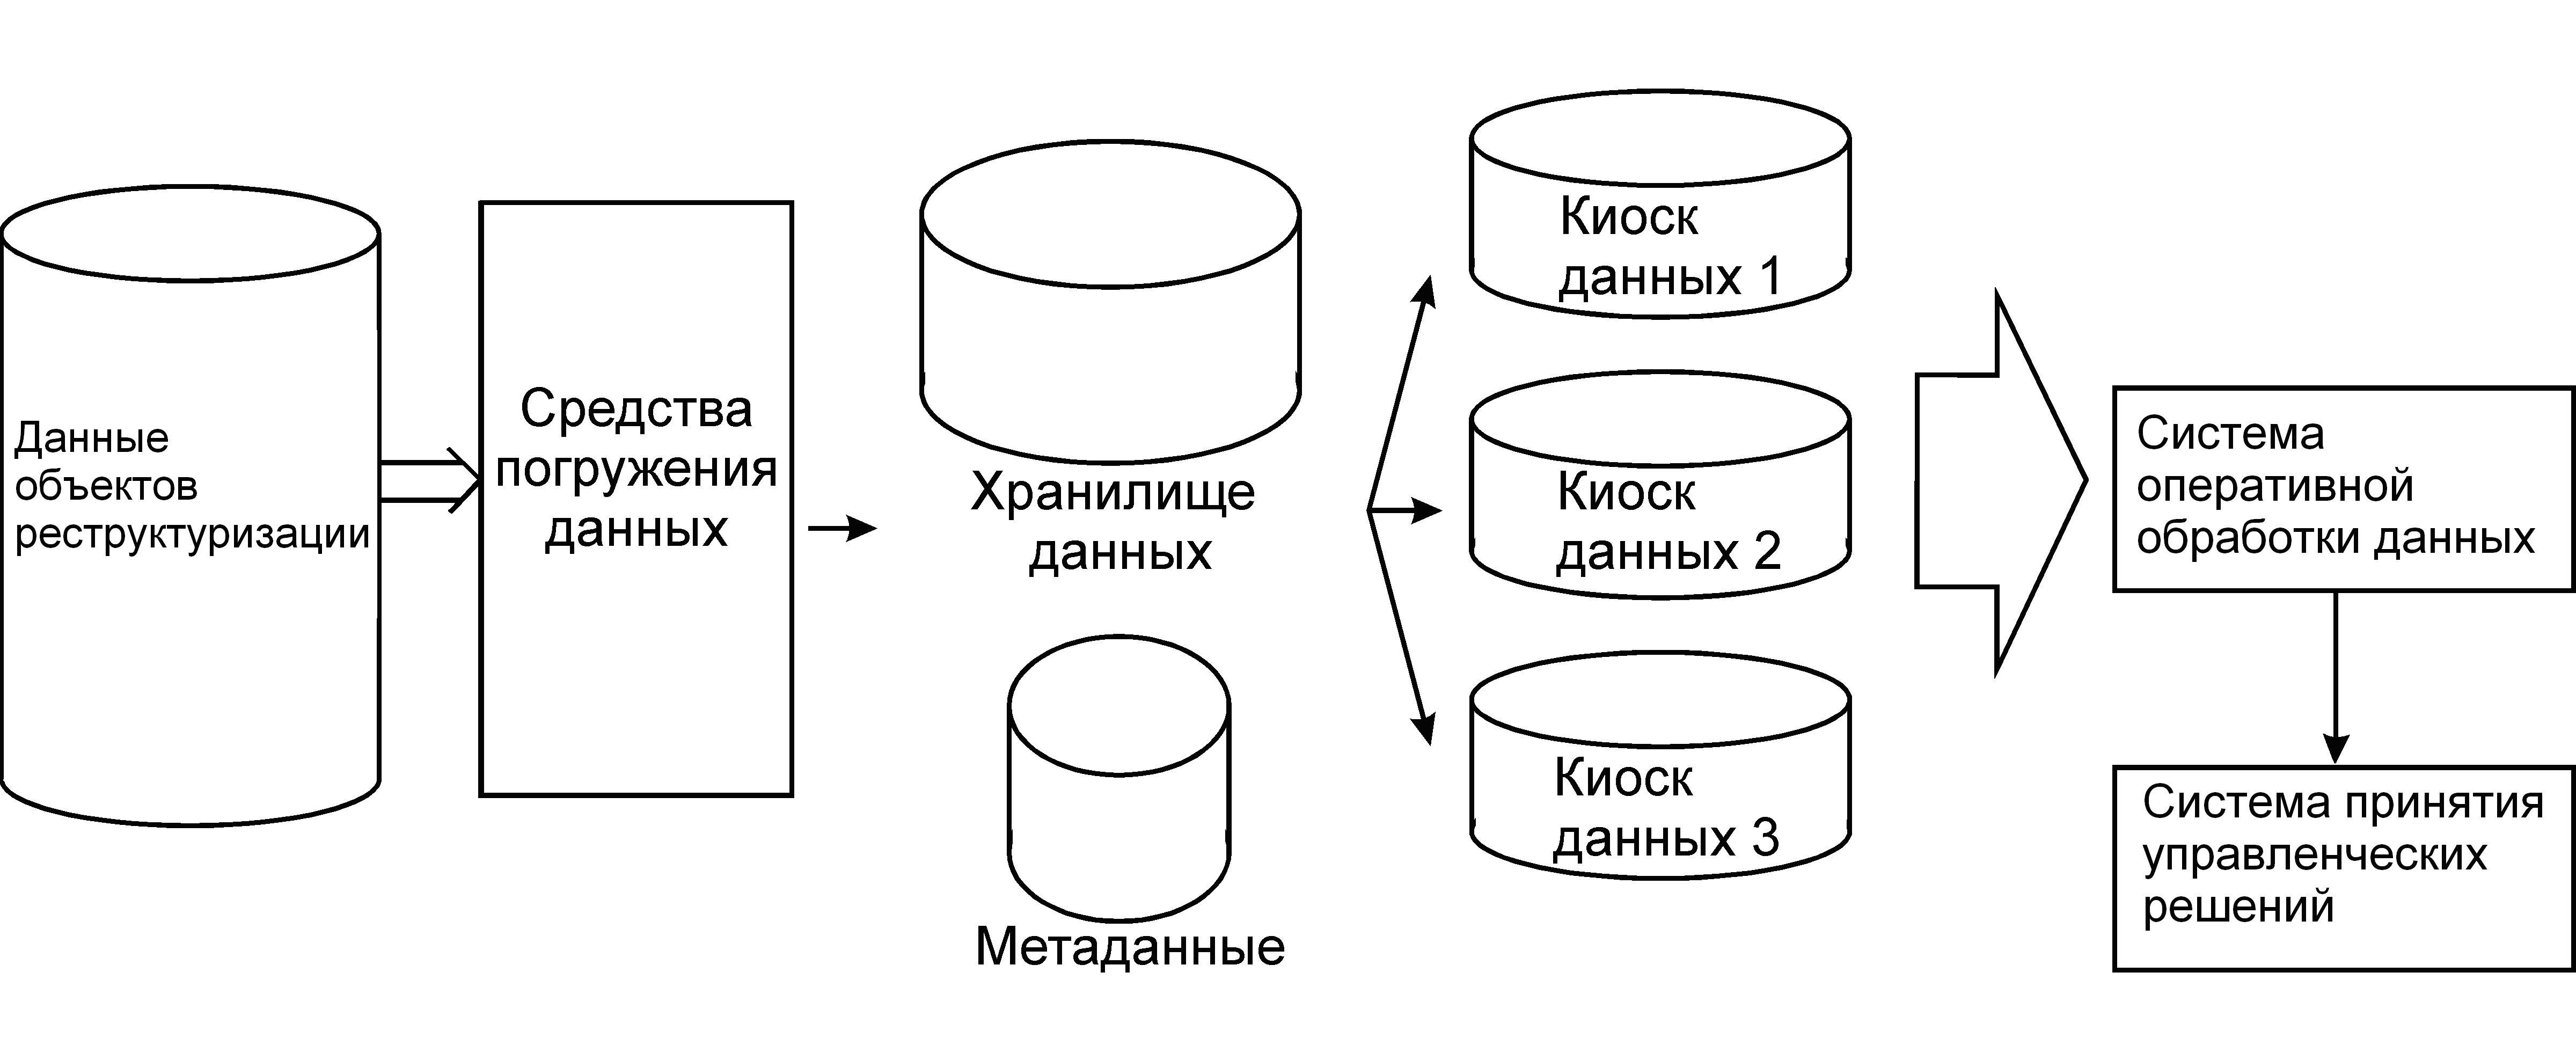 Данные
объектов
реструктуризации
Средства
погружения
данных
Хранилище
данных
Метаданные
Киоск
данных 1
Киоск
данных 2
Киоск
данных 3
Система
оперативной
обработки данных
Система принятия
управленческих
решений